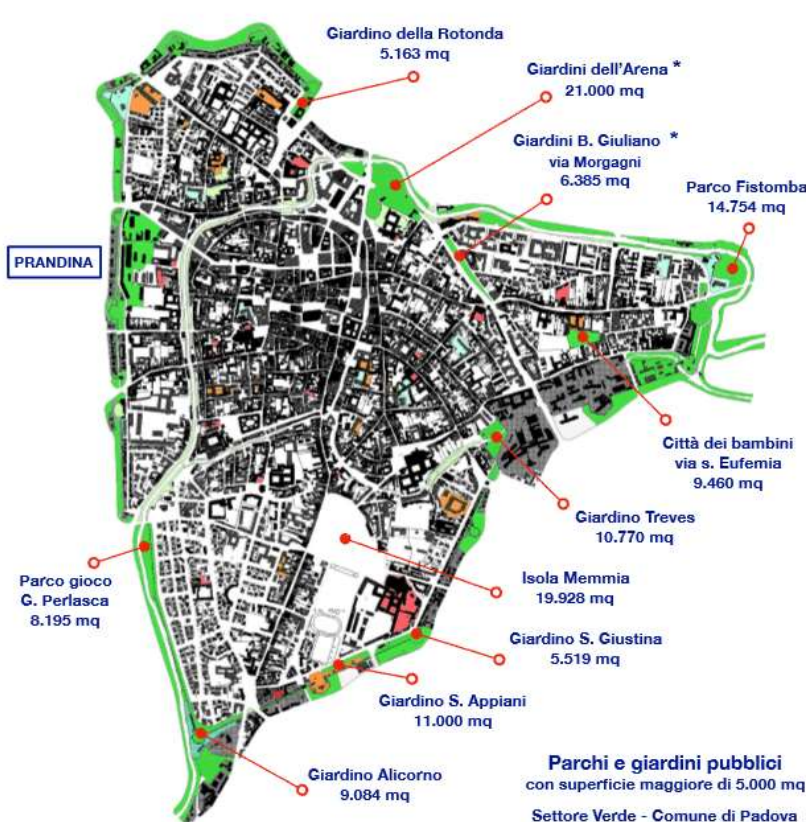 Giardino della Rotonda
5.163 mq
Giardini dell'Arena *
21.000 mq
Giardini B. Giuliano *
via Morgagni
6.385 mq
Parco Fistomba
14.754 mq
PRANDINA
Città dei bambini
via s. Eufemia
9.460 mq
Giardino Treves
10.770 mq
Isola Memmia
19.928 mq
Parco gioco
G. Perlasca
8.195 mq
Giardino S. Giustina
5.519 mq
Giardino S. Appiani
11.000 mq
Giardino Alicorno
9.084 mq
Parchi e giardini pubblici
con superficie maggiore di 5.000 mq
Settore Verde - Comune di Padova